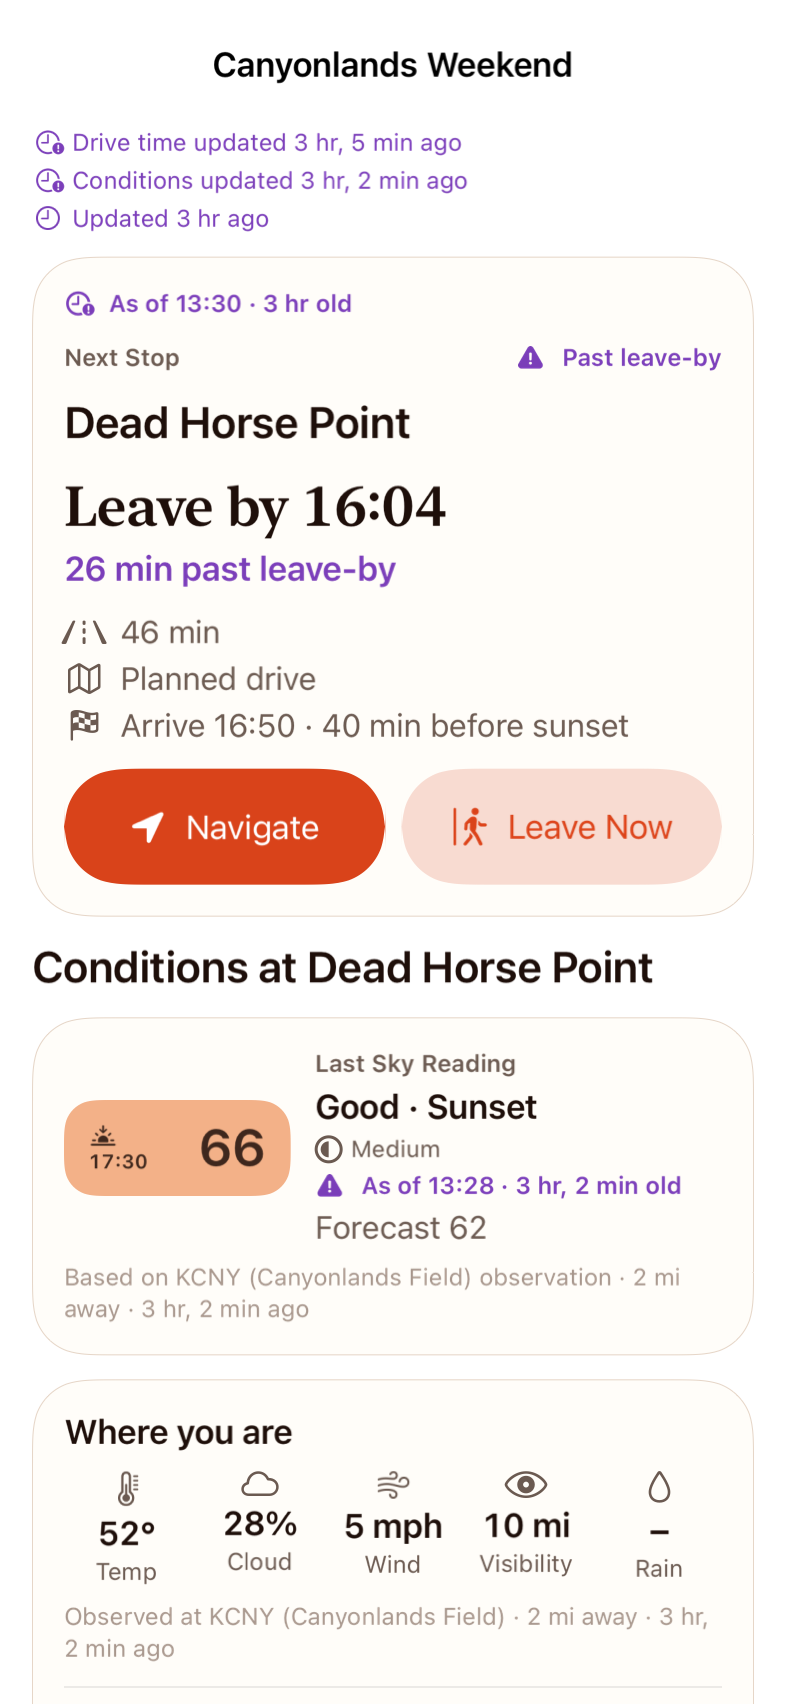 Canyonlands Weekend
Drive time updated 3 hr, 5 min ago
Conditions updated 3 hr, 2 min ago
Updated 3 hr ago
As of 13:30 · 3 hr old
Next Stop
Past leave-by
Dead Horse Point
Leave by 16:04
26 min past leave-by
46 min
Planned drive
Arrive 16:50 · 40 min before sunset
Navigate
Leave Now
Conditions at Dead Horse Point
Last Sky Reading
17:30
66
Good · Sunset
Medium
As of 13:28 · 3 hr, 2 min old
Forecast 62
Based on KCNY (Canyonlands Field) observation · 2 mi
away · 3 hr, 2 min ago
Where you are
52° 28% 5 mph 10 mi –
Temp Cloud Wind Visibility Rain
Observed at KCNY (Canyonlands Field) · 2 mi away · 3 hr,
2 min ago